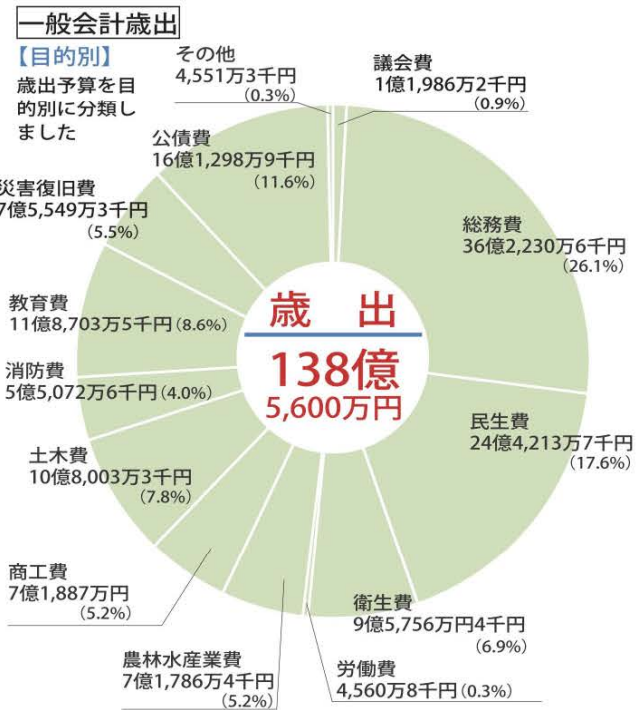 一般会計歳出
【目的別】
歳出予算を目
的別に分類し
ました
その他
4,551万3千円
(0.3%)
議会費
1億1,986万2千円
(0.9%)
公債費
16億1,298万9千円
(11.6%)
総務費
36億2,230万6千円
(26.1%)
災害復旧費
7億5,549万3千円
(5.5%)
教育費
11億8,703万5千円(8.6%)
歳 出
138億
5,600万円
消防費
5億5,072万6千円(4.0%)
民生費
24億4,213万7千円
(17.6%)
土木費
10億8,003万3千円
(7.8%)
商工費
7億1,887万円
(5.2%)
衛生費
9億5,756万円4千円
(6.9%)
農林水産業費
7億1,786万4千円
(5.2%)
労働費
4,560万8千円(0.3%)